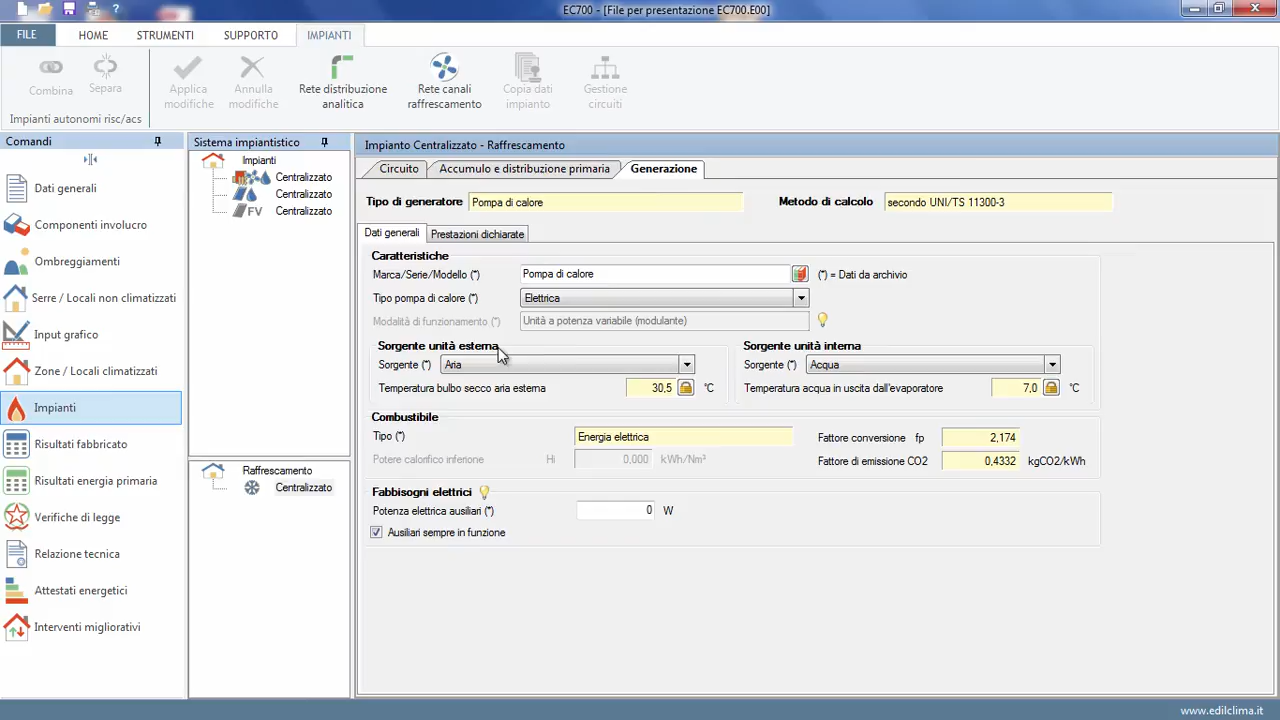 EC700 - [File per presentazione EC700.E00]
FILE HOME STRUMENTI SUPPORTO IMPIANTI
Combina Separa Applica modifiche Annulla modifiche Rete distribuzione analitica Rete canali raffrescamento Copia dati impianto Gestione circuiti
Impianti autonomi risc/acs
Comandi
Dati generali
Componenti involucro
Ombreggiamenti
Serre / Locali non climatizzati
Input grafico
Zone / Locali climatizzati
Impianti
Risultati fabbricato
Risultati energia primaria
Verifiche di legge
Relazione tecnica
Attestati energetici
Interventi migliorativi
Sistema impiantistico
Impianti
Centralizzato
Centralizzato
FV Centralizzato
Raffrescamento
Centralizzato
Impianto Centralizzato - Raffrescamento
Circuito Accumulo e distribuzione primaria Generazione
Tipo di generatore Pompa di calore Metodo di calcolo secondo UNI/TS 11300-3
Dati generali Prestazioni dichiarate
Caratteristiche
Marca/Serie/Modello (*) Pompa di calore (*) = Dati da archivio
Tipo pompa di calore (*) Elettrica
Modalità di funzionamento (*) Unità a potenza variabile (modulante)
Sorgente unità esterna Sorgente unità interna
Sorgente (*) Aria Sorgente (*) Acqua
Temperatura bulbo secco aria esterna 30,5 °C Temperatura acqua in uscita dall'evaporatore 7,0 °C
Combustibile
Tipo (*) Energia elettrica Fattore conversione fp 2,174
Potere calorifico inferiore Hi 0,000 kWh/Nm³ Fattore di emissione CO2 0,4332 kgCO2/kWh
Fabbisogni elettrici
Potenza elettrica ausiliari (*) 0 W
Ausiliari sempre in funzione
www.edilclima.it